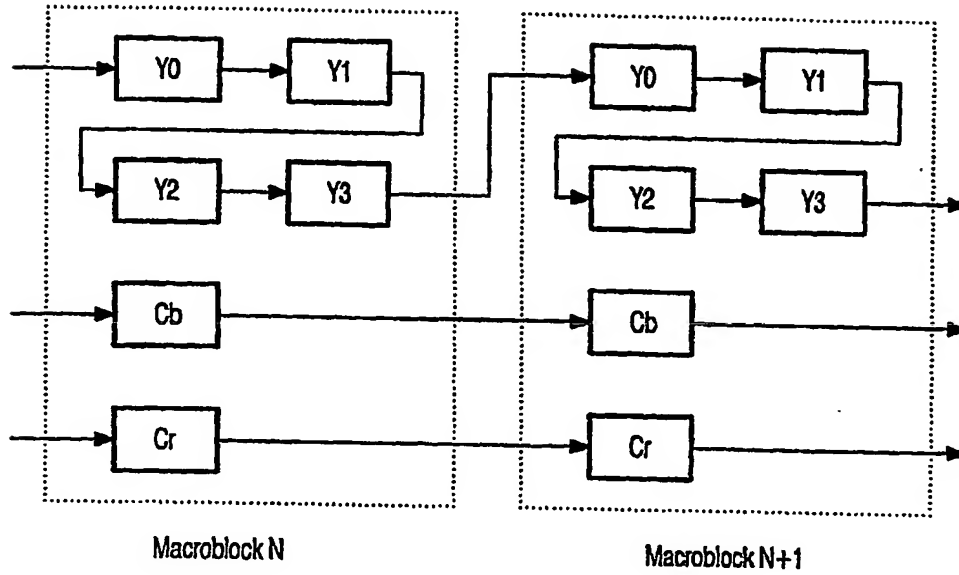 Y0 Y1 Y0 Y1
Y2 Y3 Y2 Y3
Cb Cb
Cr Cr
Macroblock N Macroblock N+1